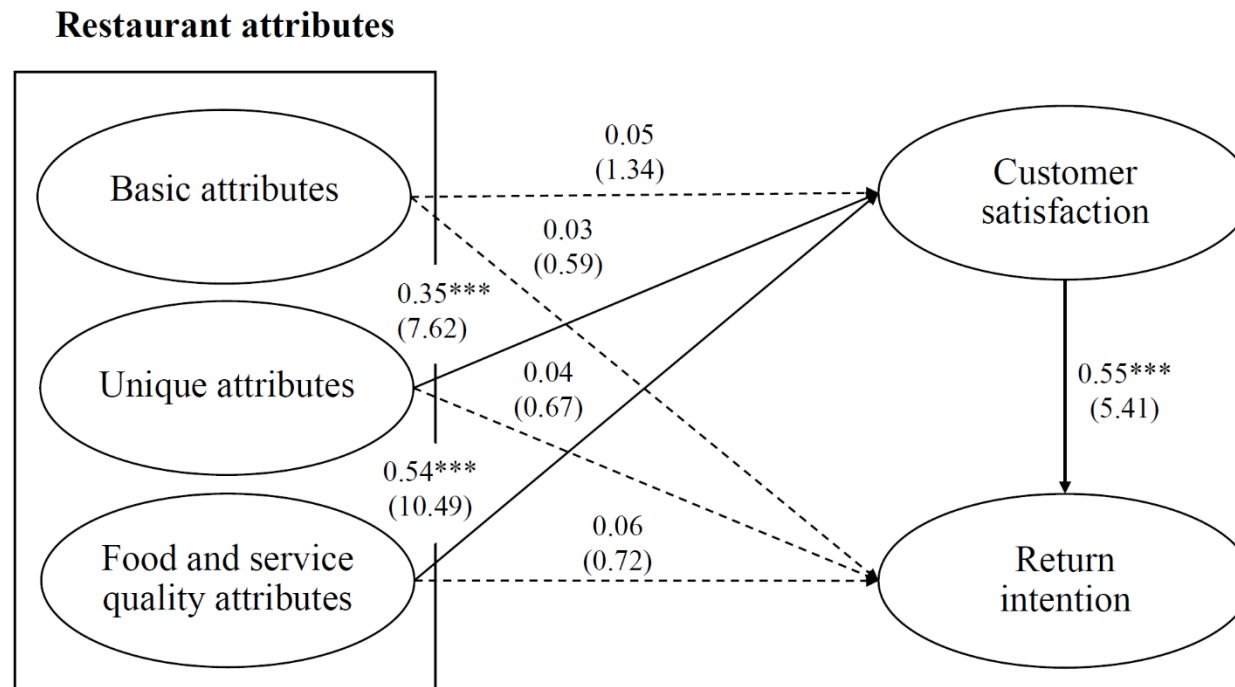 Restaurant attributes
Basic attributes
0.05
(1.34)
Customer
satisfaction
0.03
(0.59)
0.35***
(7.62)
Unique attributes
0.04
(0.67)
0.55***
(5.41)
0.54***
(10.49)
Food and service
quality attributes
0.06
(0.72)
Return
intention